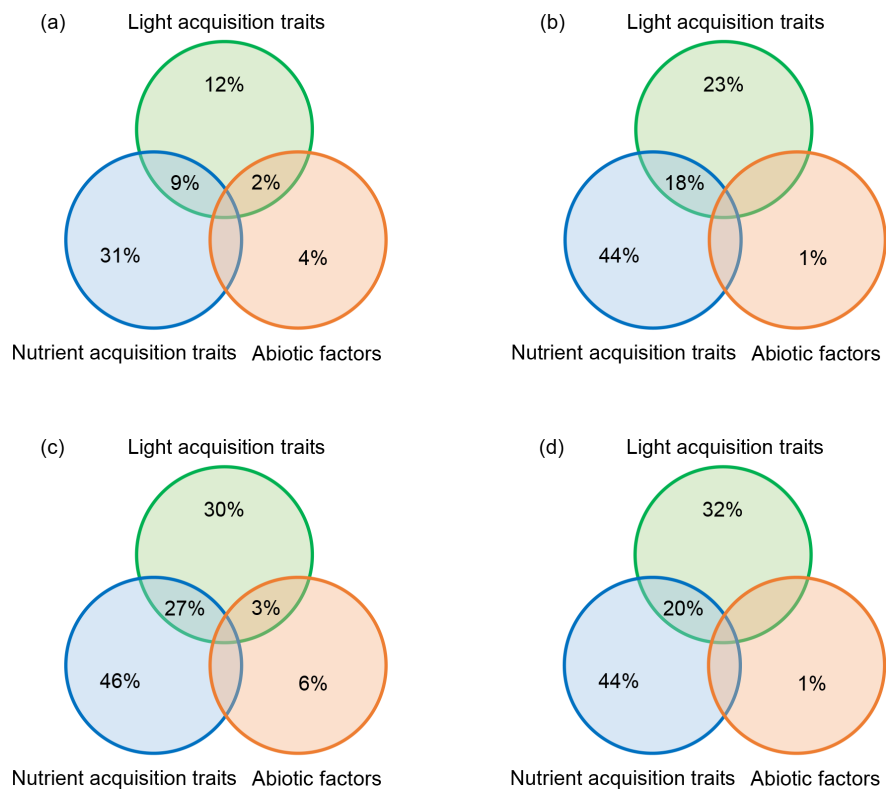 (a) Light acquisition traits
12%
9% 2%
31% 4%
Nutrient acquisition traits Abiotic factors
(b) Light acquisition traits
23%
18%
44% 1%
Nutrient acquisition traits Abiotic factors
(c) Light acquisition traits
30%
27% 3%
46% 6%
Nutrient acquisition traits Abiotic factors
(d) Light acquisition traits
32%
20%
44% 1%
Nutrient acquisition traits Abiotic factors